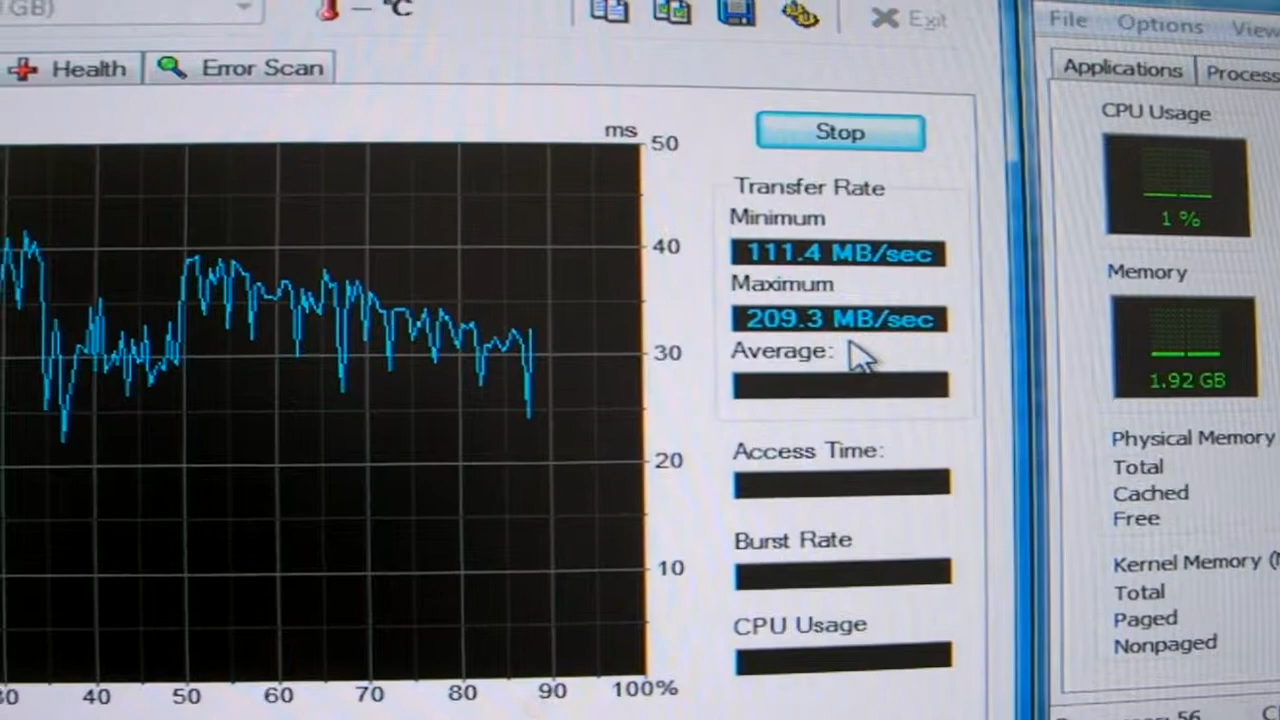 GB)
°C
Exit
Health
Error Scan
ms
50
40
30
20
10
40
50
60
70
80
90
100%
Stop
Transfer Rate
Minimum
111.4 MB/sec
Maximum
209.3 MB/sec
Average:
Access Time:
Burst Rate
CPU Usage
File Options View
Applications
Process
CPU Usage
1 %
Memory
1.92 GB
Physical Memory
Total
Cached
Free
Kernel Memory (
Total
Paged
Nonpaged
56